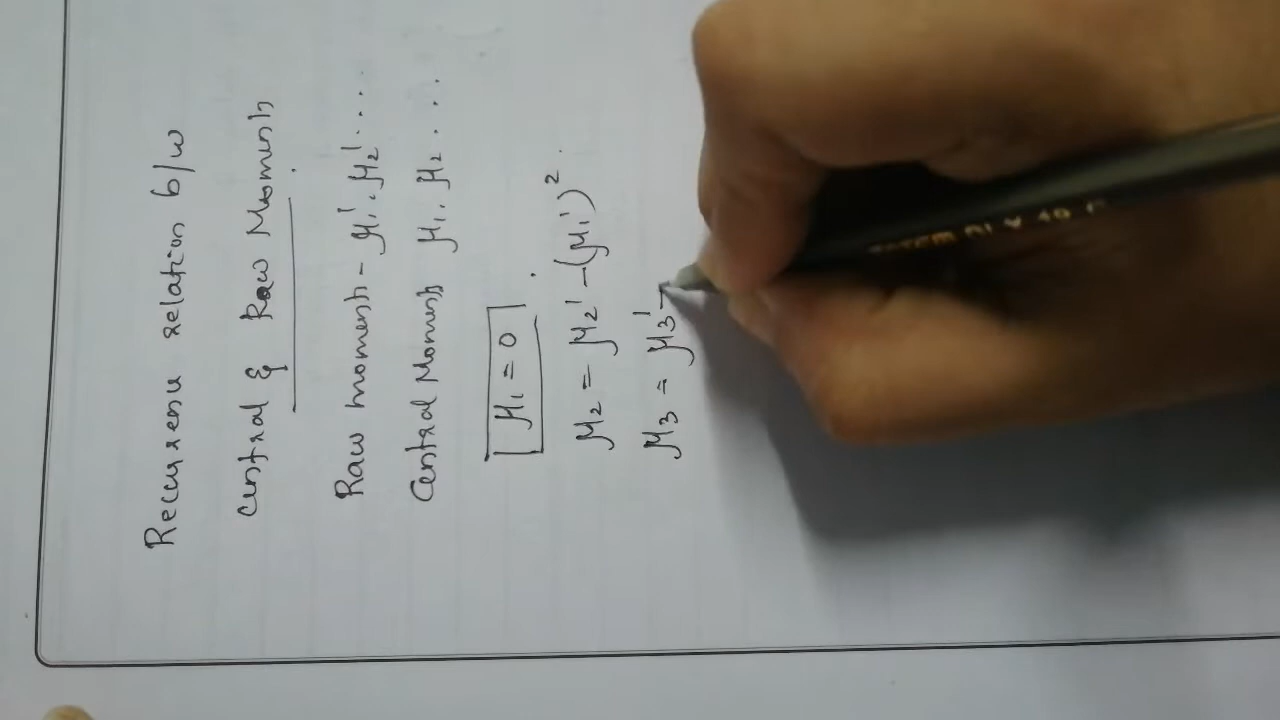 Recurrence relation b/w
central & Raw Moments
Raw moments - μ₁', μ₂' ...
Central Moments μ₁, μ₂ ...
μ₁ = 0
μ₂ = μ₂' - (μ₁')².
μ₃ = μ₃' -